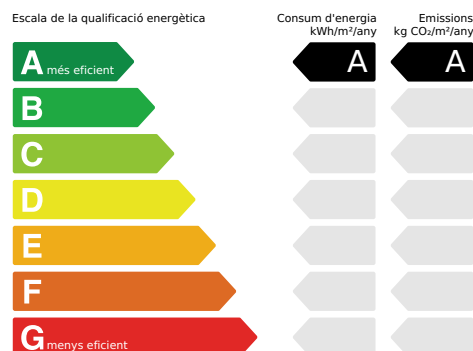 Escala de la qualificació energètica
Consum d'energia
kWh/m²/any
Emissions
kg CO₂/m²/any
A més eficient
A
A
B
C
D
E
F
G menys eficient